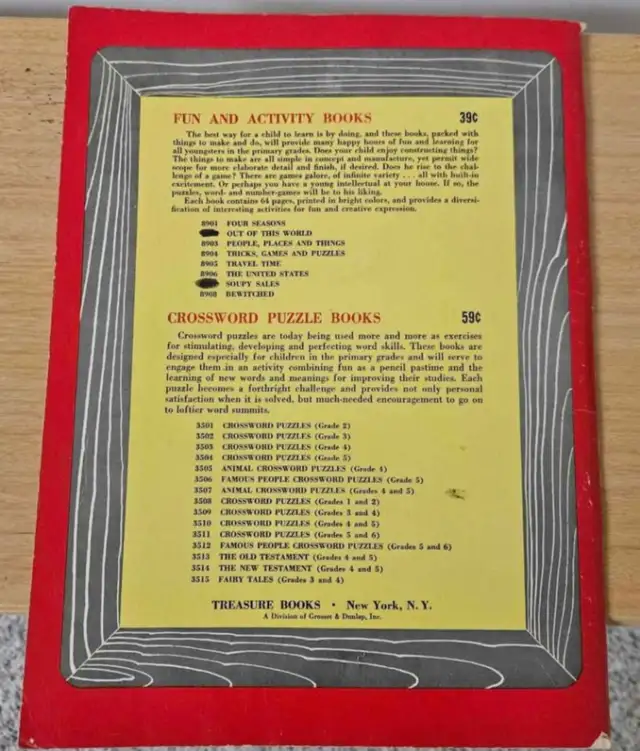 FUN AND ACTIVITY BOOKS 39¢
The best way for a child to learn is by doing, and these books, packed with
things to make and do, will provide many happy hours of fun and learning for
all youngsters in the primary grades. Does your child enjoy constructing things?
The things to make are all simple in concept and manufacture, yet permit wide
scope for more elaborate detail and finish, if desired. Does he rise to the chal-
lenge of a game? There are games galore, of infinite variety . . . all with built-in
excitement. Or perhaps you have a young intellectual at your house. If so, the
puzzles, word- and number-games will be to his liking.
Each book contains 64 pages, printed in bright colors, and provides a diversi-
fication of interesting activities for fun and creative expression.
8901 FOUR SEASONS
OUT OF THIS WORLD
8903 PEOPLE, PLACES AND THINGS
8904 TRICKS, GAMES AND PUZZLES
8905 TRAVEL TIME
8906 THE UNITED STATES
SOUPY SALES
8908 BEWITCHED
CROSSWORD PUZZLE BOOKS 59¢
Crossword puzzles are today being used more and more as exercises
for stimulating, developing and perfecting word skills. These books are
designed especially for children in the primary grades and will serve to
engage them in an activity combining fun as a pencil pastime and the
learning of new words and meanings for improving their studies. Each
puzzle becomes a forthright challenge and provides not only personal
satisfaction when it is solved, but much-needed encouragement to go on
to loftier word summits.
3501 CROSSWORD PUZZLES (Grade 2)
3502 CROSSWORD PUZZLES (Grade 3)
3503 CROSSWORD PUZZLES (Grade 4)
3504 CROSSWORD PUZZLES (Grade 5)
3505 ANIMAL CROSSWORD PUZZLES (Grade 4)
3506 FAMOUS PEOPLE CROSSWORD PUZZLES (Grade 5)
3507 ANIMAL CROSSWORD PUZZLES (Grades 4 and 5)
3508 CROSSWORD PUZZLES (Grades 1 and 2)
3509 CROSSWORD PUZZLES (Grades 3 and 4)
3510 CROSSWORD PUZZLES (Grades 4 and 5)
3511 CROSSWORD PUZZLES (Grades 5 and 6)
3512 FAMOUS PEOPLE CROSSWORD PUZZLES (Grades 5 and 6)
3513 THE OLD TESTAMENT (Grades 4 and 5)
3514 THE NEW TESTAMENT (Grades 4 and 5)
3515 FAIRY TALES (Grades 3 and 4)
TREASURE BOOKS • New York, N. Y.
A Division of Grosset & Dunlap, Inc.